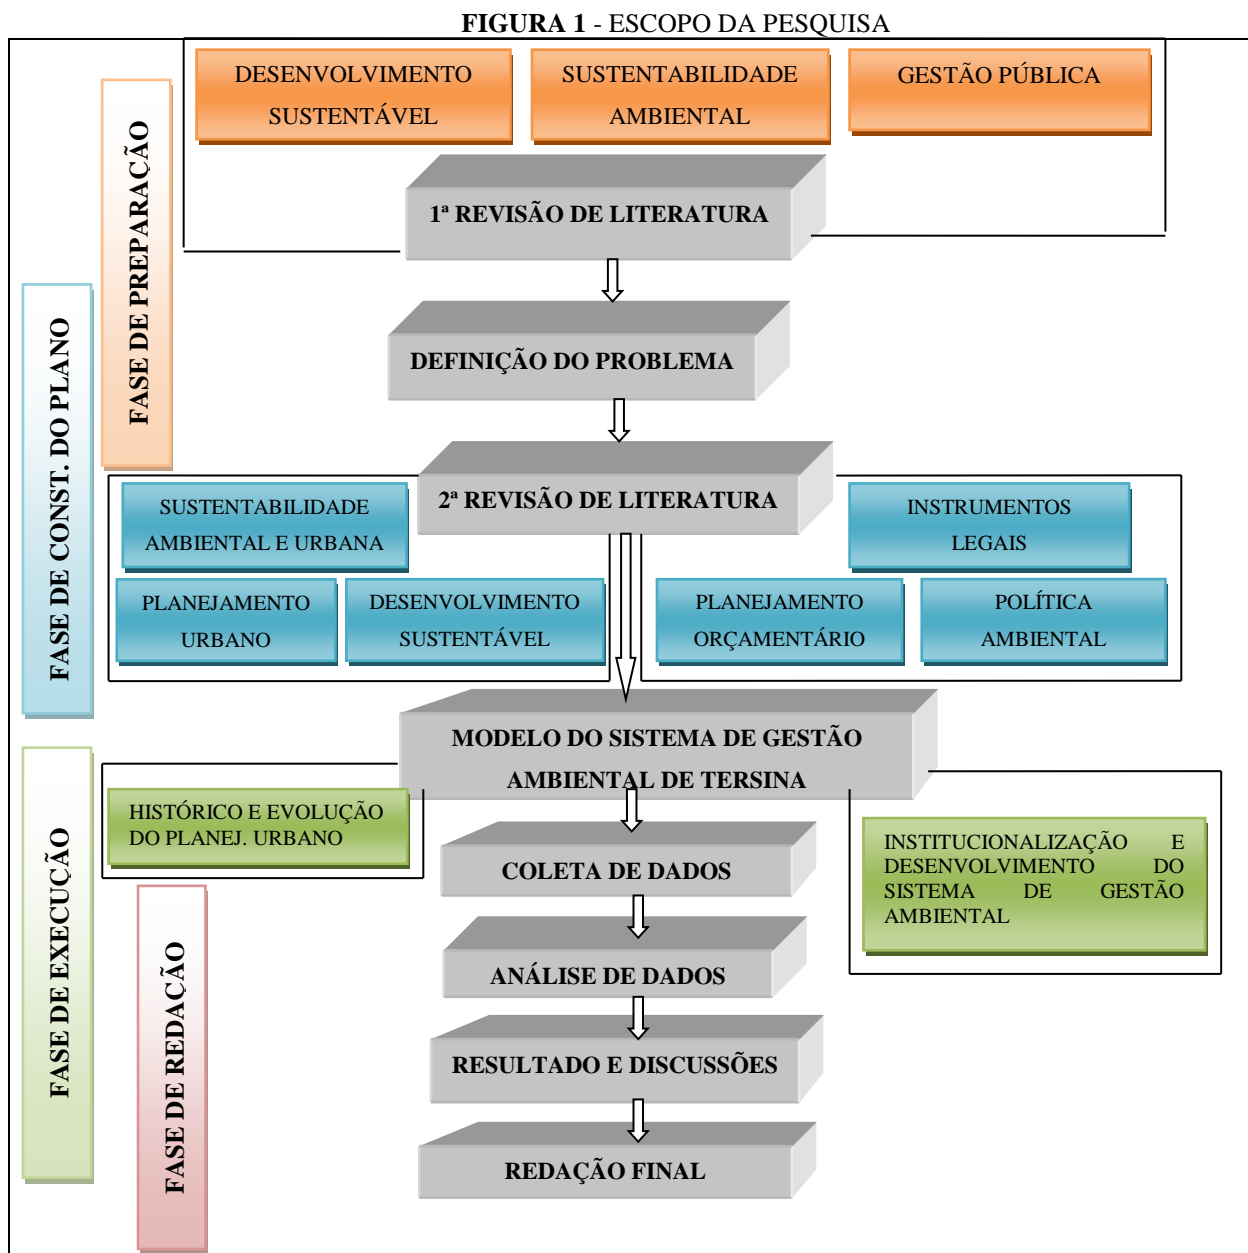 FIGURA 1 - ESCOPO DA PESQUISA
DESENVOLVIMENTO
SUSTENTÁVEL
SUSTENTABILIDADE
AMBIENTAL
GESTÃO PÚBLICA
FASE DE PREPARAÇÃO
1ª REVISÃO DE LITERATURA
DEFINIÇÃO DO PROBLEMA
FASE DE CONST. DO PLANO
2ª REVISÃO DE LITERATURA
SUSTENTABILIDADE
AMBIENTAL E URBANA
INSTRUMENTOS
LEGAIS
PLANEJAMENTO
URBANO
DESENVOLVIMENTO
SUSTENTÁVEL
PLANEJAMENTO
ORÇAMENTÁRIO
POLÍTICA
AMBIENTAL
MODELO DO SISTEMA DE GESTÃO
AMBIENTAL DE TERSINA
FASE DE EXECUÇÃO
HISTÓRICO E EVOLUÇÃO
DO PLANEJ. URBANO
INSTITUCIONALIZAÇÃO E
DESENVOLVIMENTO DO
SISTEMA DE GESTÃO
AMBIENTAL
COLETA DE DADOS
FASE DE REDAÇÃO
ANÁLISE DE DADOS
RESULTADO E DISCUSSÕES
REDAÇÃO FINAL